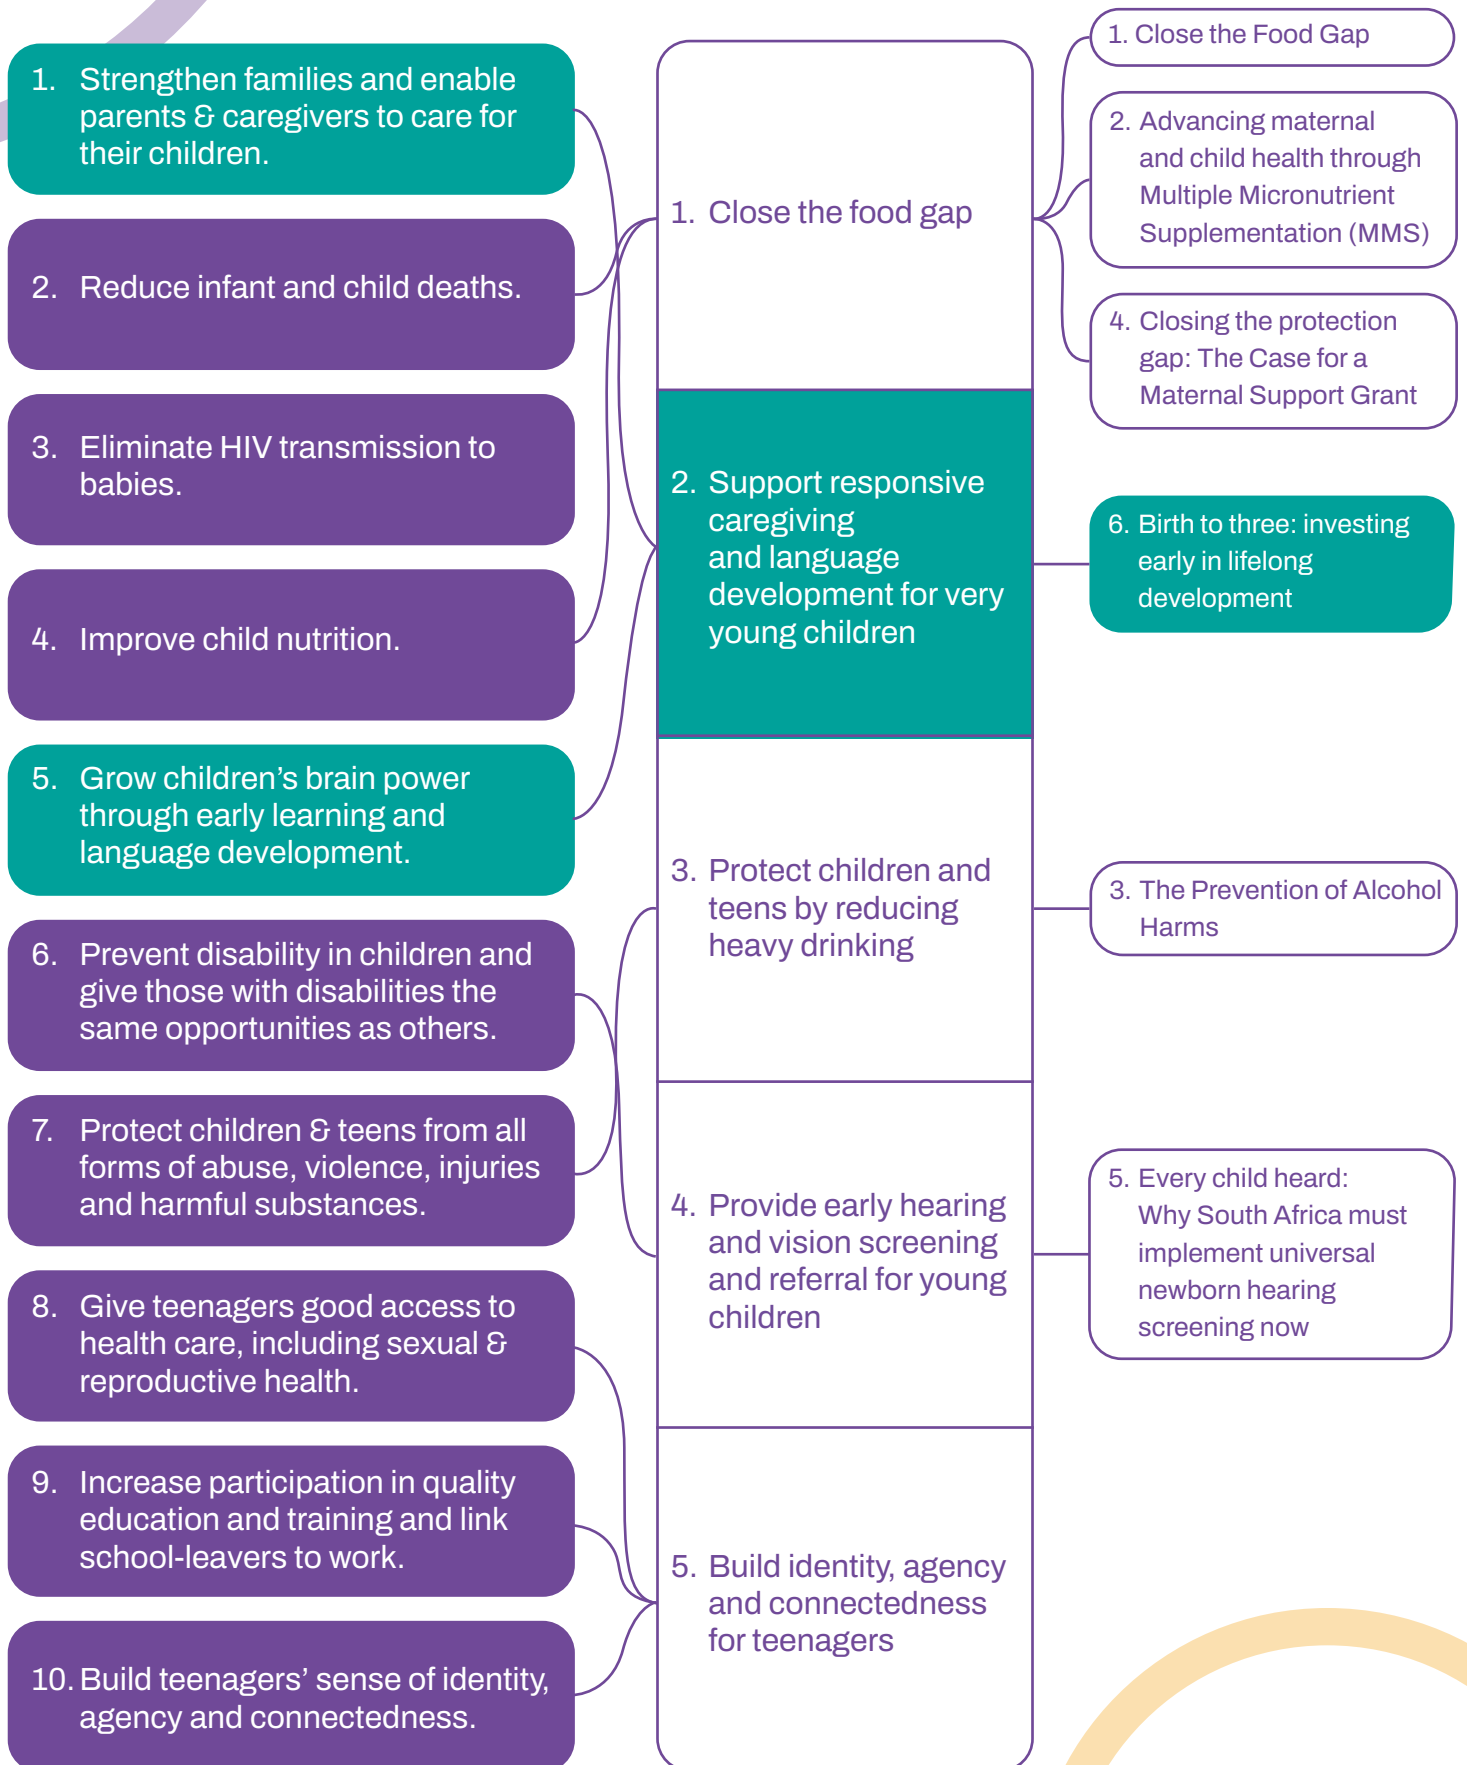 1. Strengthen families and enable
parents & caregivers to care for
their children.
2. Reduce infant and child deaths.
3. Eliminate HIV transmission to
babies.
4. Improve child nutrition.
5. Grow children’s brain power
through early learning and
language development.
6. Prevent disability in children and
give those with disabilities the
same opportunities as others.
7. Protect children & teens from all
forms of abuse, violence, injuries
and harmful substances.
8. Give teenagers good access to
health care, including sexual &
reproductive health.
9. Increase participation in quality
education and training and link
school-leavers to work.
10. Build teenagers’ sense of identity,
agency and connectedness.
1. Close the food gap
2. Support responsive
caregiving
and language
development for very
young children
3. Protect children and
teens by reducing
heavy drinking
4. Provide early hearing
and vision screening
and referral for young
children
5. Build identity, agency
and connectedness
for teenagers
1. Close the Food Gap
2. Advancing maternal
and child health through
Multiple Micronutrient
Supplementation (MMS)
4. Closing the protection
gap: The Case for a
Maternal Support Grant
6. Birth to three: investing
early in lifelong
development
3. The Prevention of Alcohol
Harms
5. Every child heard:
Why South Africa must
implement universal
newborn hearing
screening now